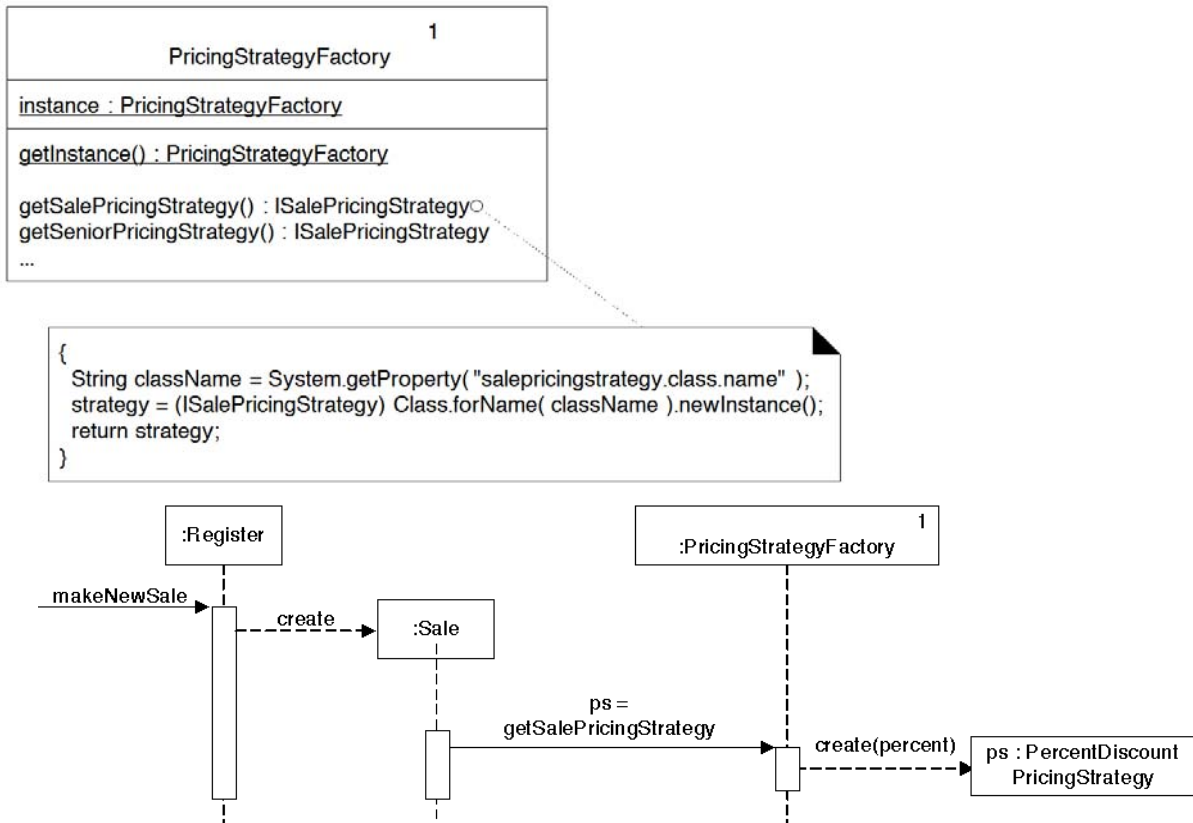 1
PricingStrategyFactory
instance : PricingStrategyFactory
getInstance() : PricingStrategyFactory
getSalePricingStrategy() : ISalePricingStrategy
getSeniorPricingStrategy() : ISalePricingStrategy
...
{
String className = System.getProperty( "salepricingstrategy.class.name" );
strategy = (ISalePricingStrategy) Class.forName( className ).newInstance();
return strategy;
}
:Register
1
:PricingStrategyFactory
makeNewSale
create
:Sale
ps =
getSalePricingStrategy
create(percent)
ps : PercentDiscount
PricingStrategy